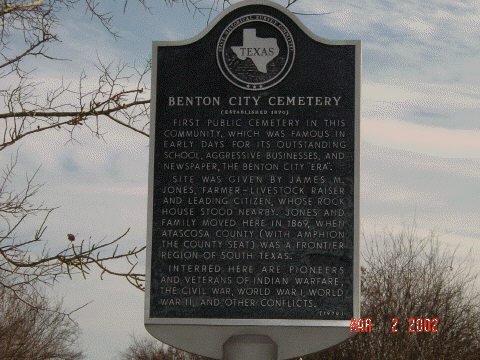 TEXAS
BENTON CITY CEMETERY
(ESTABLISHED 1870)
FIRST PUBLIC CEMETERY IN THIS
COMMUNITY, WHICH WAS FAMOUS IN
EARLY DAYS FOR ITS OUTSTANDING
SCHOOL, AGGRESSIVE BUSINESSES, AND
NEWSPAPER, THE BENTON CITY "ERA".
SITE WAS GIVEN BY JAMES M.
JONES, FARMER-LIVESTOCK RAISER
AND LEADING CITIZEN, WHOSE ROCK
HOUSE STOOD NEARBY. JONES AND
FAMILY MOVED HERE IN 1869, WHEN
ATASCOSA COUNTY (WITH AMPHION
THE COUNTY SEAT) WAS A FRONTIER
REGION OF SOUTH TEXAS.
INTERRED HERE ARE PIONEERS
AND VETERANS OF INDIAN WARFARE,
THE CIVIL WAR, WORLD WAR I, WORLD
WAR II, AND OTHER CONFLICTS.
MAR 2 2002